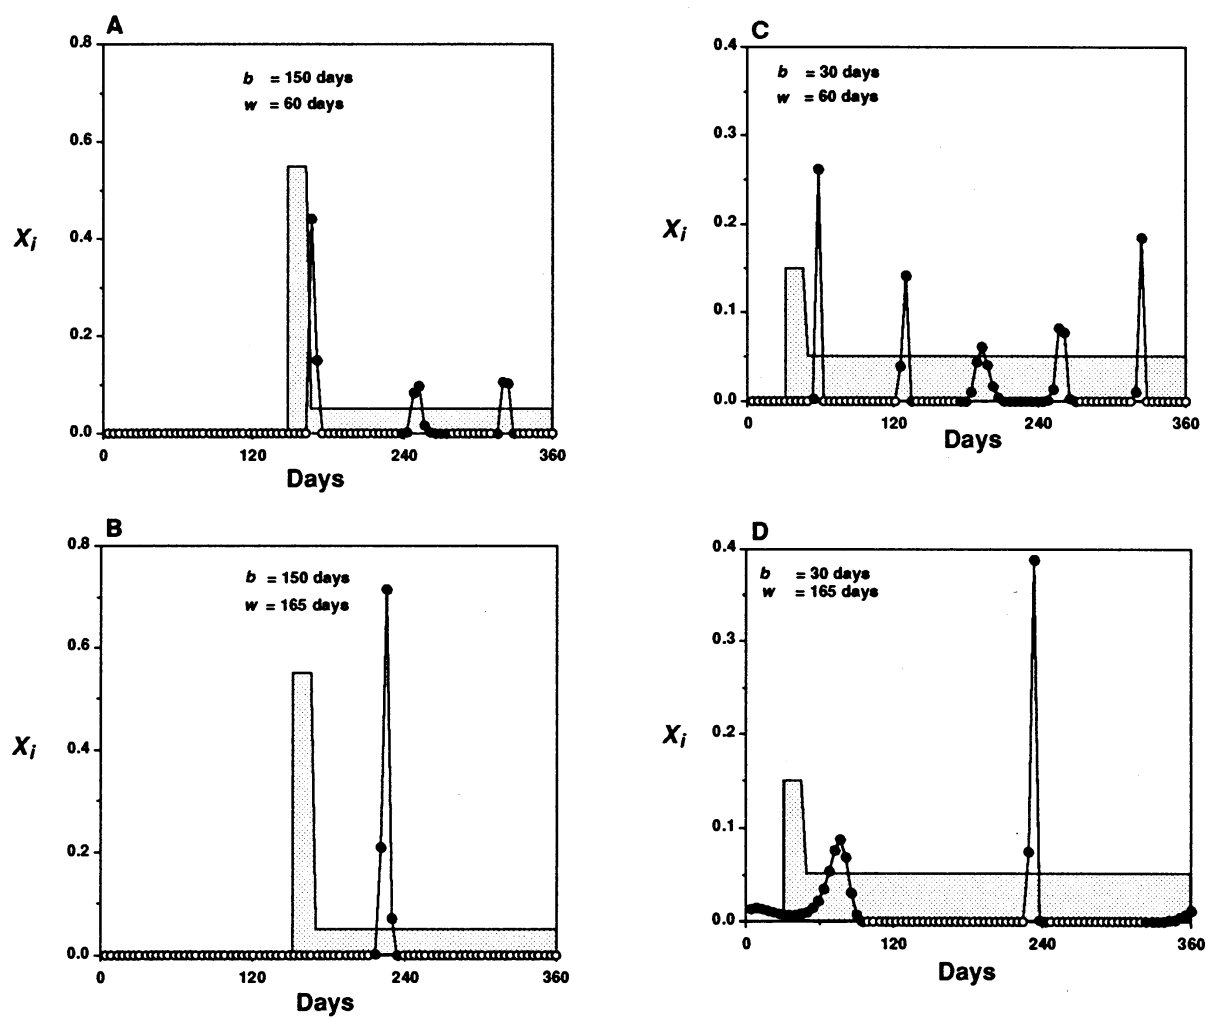 A
0.8
b = 150 days
w = 60 days
0.6
Xi
0.4
0.2
0.0
0 120 240 360
Days
C
0.4
b = 30 days
w = 60 days
0.3
Xi
0.2
0.1
0.0
0 120 240 360
Days
B
0.8
b = 150 days
w = 165 days
0.6
Xi
0.4
0.2
0.0
0 120 240 360
Days
D
0.4
b = 30 days
w = 165 days
0.3
Xi
0.2
0.1
0.0
0 120 240 360
Days